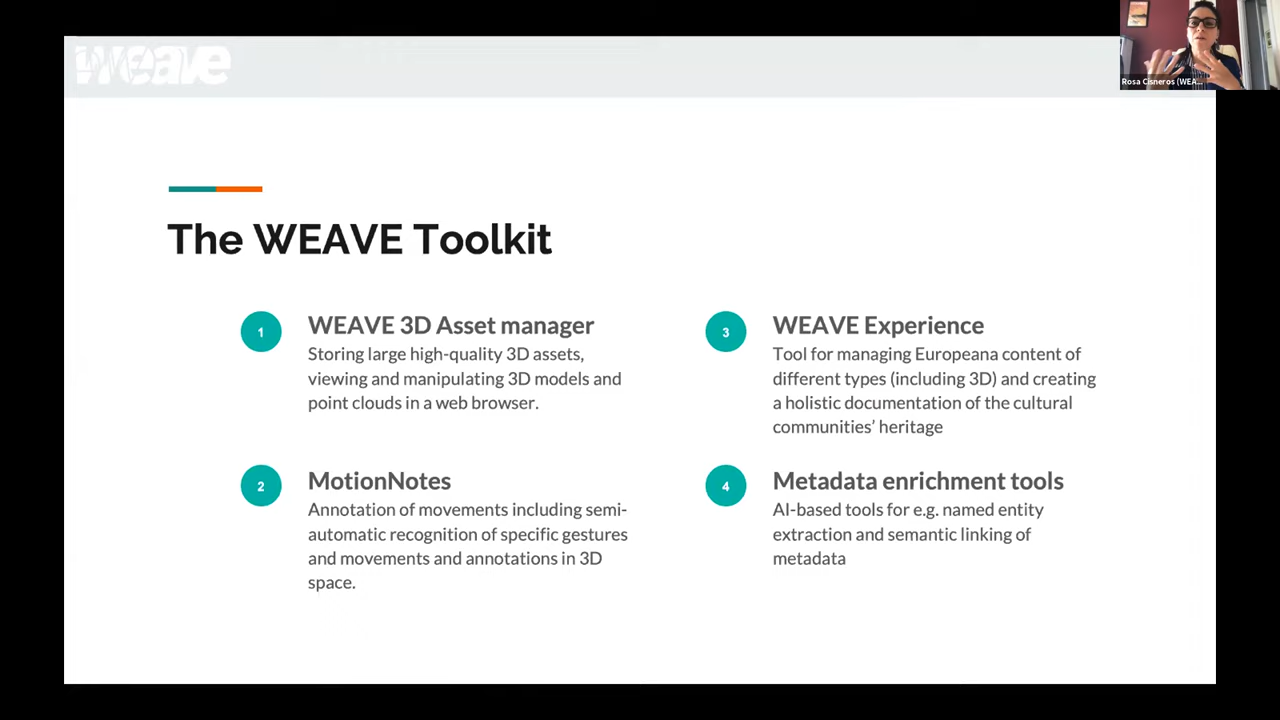 weave
Rosa Cisneros (WEA...
The WEAVE Toolkit
1
WEAVE 3D Asset manager
Storing large high-quality 3D assets,
viewing and manipulating 3D models and
point clouds in a web browser.
2
MotionNotes
Annotation of movements including semi-
automatic recognition of specific gestures
and movements and annotations in 3D
space.
3
WEAVE Experience
Tool for managing Europeana content of
different types (including 3D) and creating
a holistic documentation of the cultural
communities’ heritage
4
Metadata enrichment tools
AI-based tools for e.g. named entity
extraction and semantic linking of
metadata